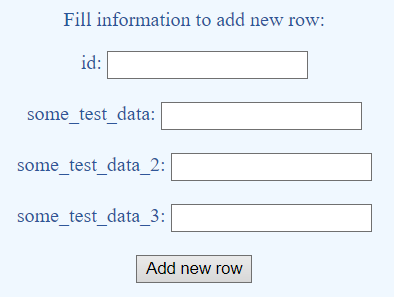 Fill information to add new row:
id:
some_test_data:
some_test_data_2:
some_test_data_3:
Add new row